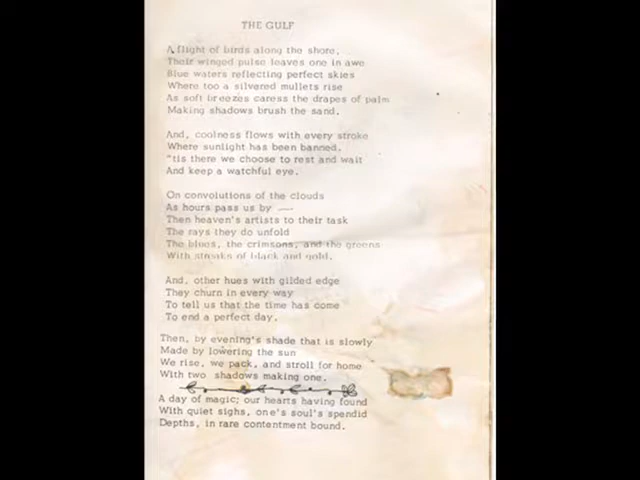 THE GULF
A flight of birds along the shore,
Their winged pulse leaves one in awe
Blue waters reflecting perfect skies
Where too a silvered mullets rise
As soft breezes caress the drapes of palm
Making shadows brush the sand.
And, coolness flows with every stroke
Where sunlight has been banned.
"tis there we choose to rest and wait
And keep a watchful eye.
On convolutions of the clouds
As hours pass us by —
Then heaven's artists to their task
The rays they do unfold
The blues, the crimsons, and the greens
With streaks of black and gold.
And, other hues with gilded edge
They churn in every way
To tell us that the time has come
To end a perfect day.
Then, by evening's shade that is slowly
Made by lowering the sun
We rise, we pack, and stroll for home
With two shadows making one.
A day of magic; our hearts having found
With quiet sighs, one's soul's spendid
Depths, in rare contentment bound.